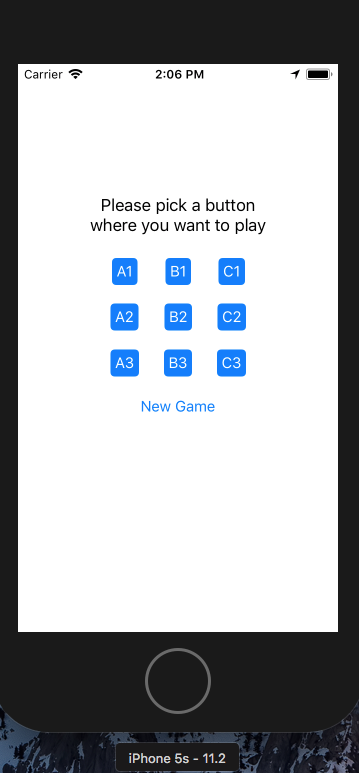 Carrier 2:06 PM
Please pick a button
where you want to play
A1 B1 C1
A2 B2 C2
A3 B3 C3
New Game
iPhone 5s - 11.2